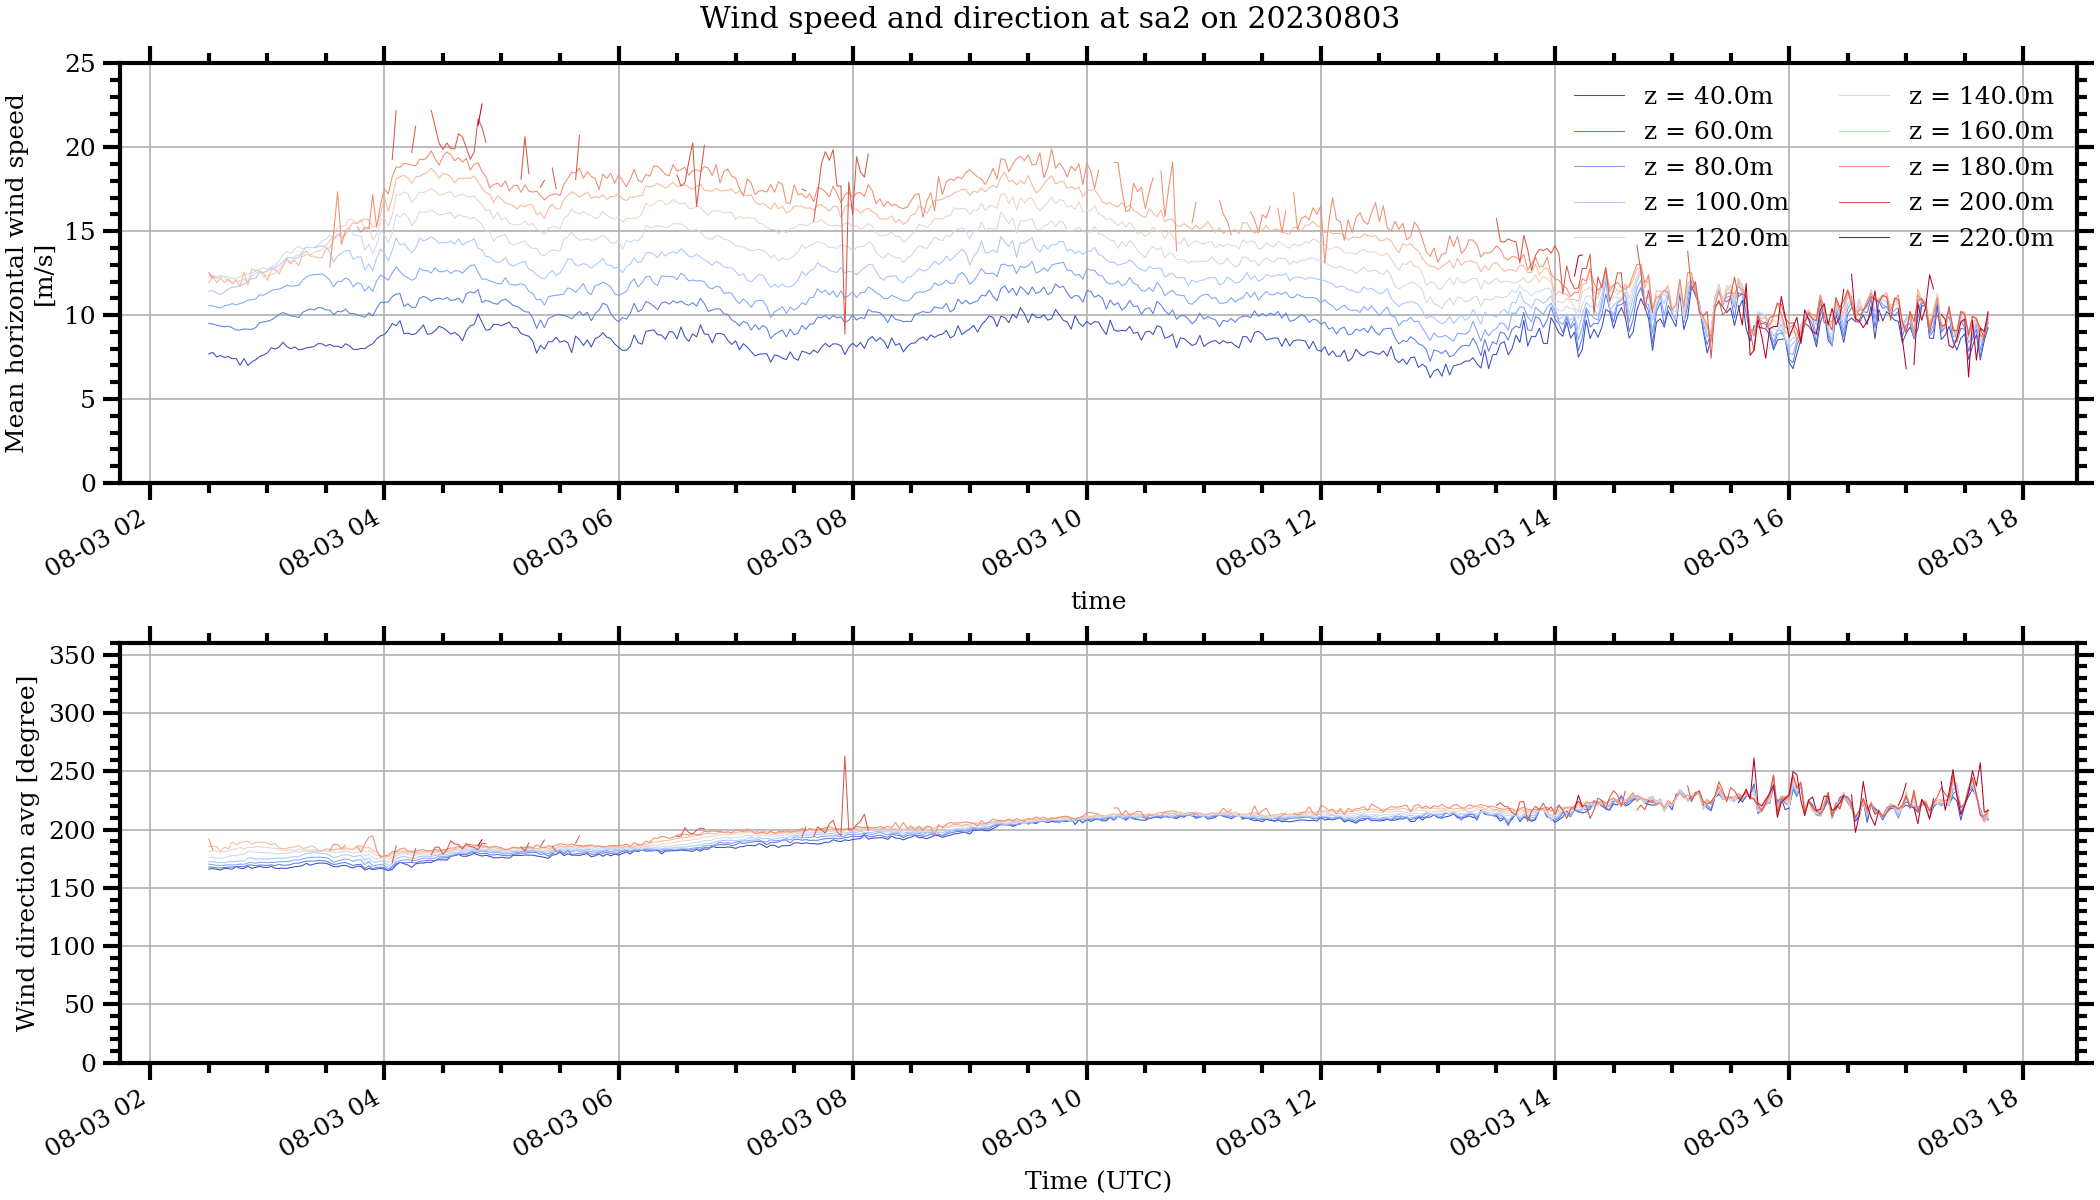 Wind speed and direction at sa2 on 20230803
Mean horizontal wind speed
[m/s]
25
20
15
10
5
0
z = 40.0m
z = 60.0m
z = 80.0m
z = 100.0m
z = 120.0m
z = 140.0m
z = 160.0m
z = 180.0m
z = 200.0m
z = 220.0m
08-03 02
08-03 04
08-03 06
08-03 08
08-03 10
08-03 12
08-03 14
08-03 16
08-03 18
time
Wind direction avg [degree]
350
300
250
200
150
100
50
0
08-03 02
08-03 04
08-03 06
08-03 08
08-03 10
08-03 12
08-03 14
08-03 16
08-03 18
Time (UTC)